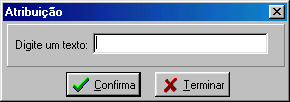 Atribuição
Digite um texto:
Confirma Terminar